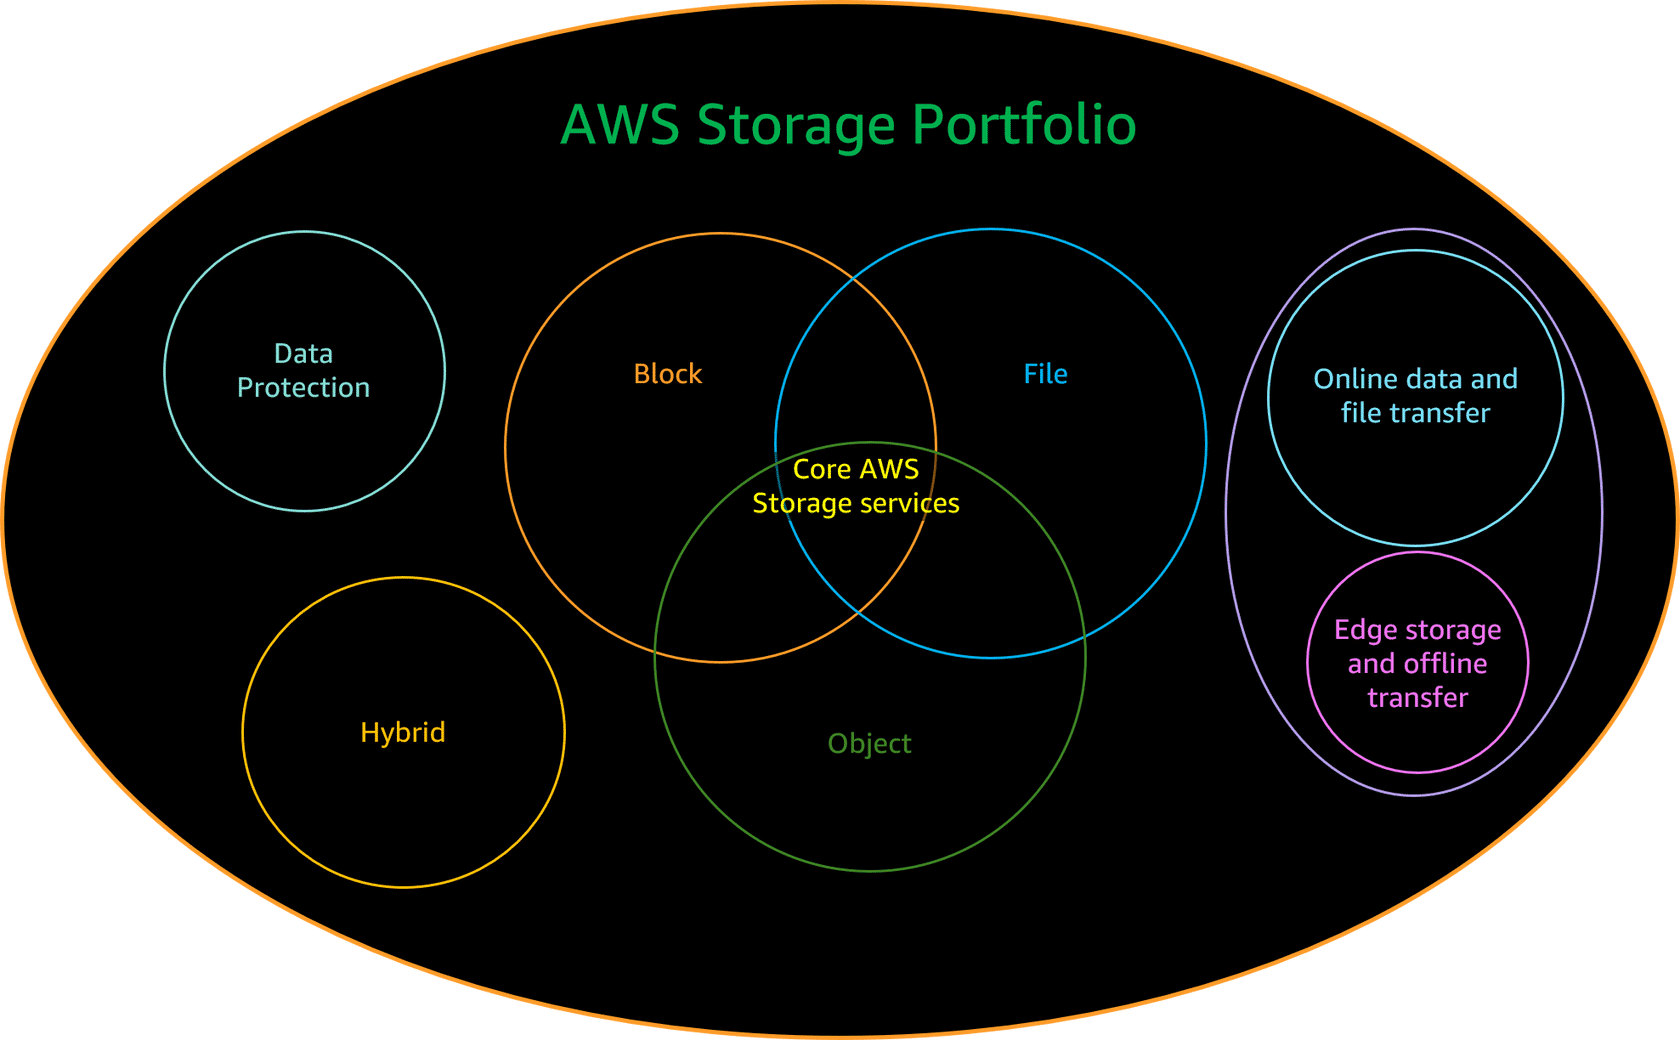 AWS Storage Portfolio
Data
Protection
Block
File
Online data and
file transfer
Core AWS
Storage services
Edge storage
and offline
transfer
Hybrid
Object